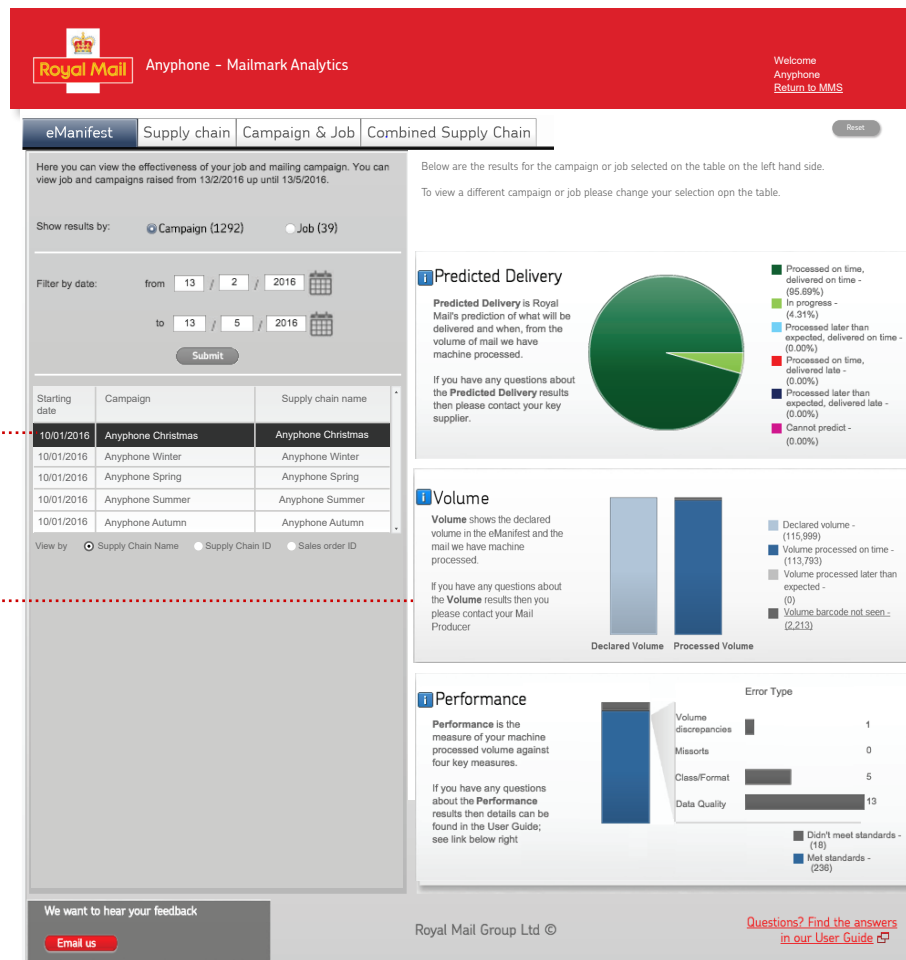 Royal Mail
Anyphone - Mailmark Analytics
Welcome
Anyphone
Return to MMS
eManifest
Supply chain
Campaign & Job
Combined Supply Chain
Reset
Here you can view the effectiveness of your job and mailing campaign. You can
view job and campaigns raised from 13/2/2016 up until 13/5/2016.
Show results by:
Campaign (1292)
Job (39)
Filter by date:
from 13 / 2 / 2016
to 13 / 5 / 2016
Submit
Starting
date
Campaign
Supply chain name
10/01/2016 Anyphone Christmas Anyphone Christmas
10/01/2016 Anyphone Winter Anyphone Winter
10/01/2016 Anyphone Spring Anyphone Spring
10/01/2016 Anyphone Summer Anyphone Summer
10/01/2016 Anyphone Autumn Anyphone Autumn
View by Supply Chain Name Supply Chain ID Sales order ID
Below are the results for the campaign or job selected on the table on the left hand side.
To view a different campaign or job please change your selection opn the table.
i Predicted Delivery
Predicted Delivery is Royal
Mail's prediction of what will be
delivered and when, from the
volume of mail we have
machine processed.
If you have any questions about
the Predicted Delivery results
then please contact your key
supplier.
Processed on time,
delivered on time -
(95.69%)
In progress -
(4.31%)
Processed later than
expected, delivered on time -
(0.00%)
Processed on time,
delivered late -
(0.00%)
Processed later than
expected, delivered late -
(0.00%)
Cannot predict -
(0.00%)
i Volume
Volume shows the declared
volume in the eManifest and the
mail we have machine
processed.
If you have any questions about
the Volume results then you
please contact your Mail
Producer
Declared Volume
Processed Volume
Declared volume -
(115,999)
Volume processed on time -
(113,793)
Volume processed later than
expected -
(0)
Volume barcode not seen -
(2,213)
i Performance
Performance is the
measure of your machine
processed volume against
four key measures.
If you have any questions
about the Performance
results then details can be
found in the User Guide;
see link below right
Error Type
Volume
discrepancies
1
Missorts
0
Class/Format
5
Data Quality
13
Didn't meet standards -
(18)
Met standards -
(236)
We want to hear your feedback
Email us
Royal Mail Group Ltd ©
Questions? Find the answers
in our User Guide